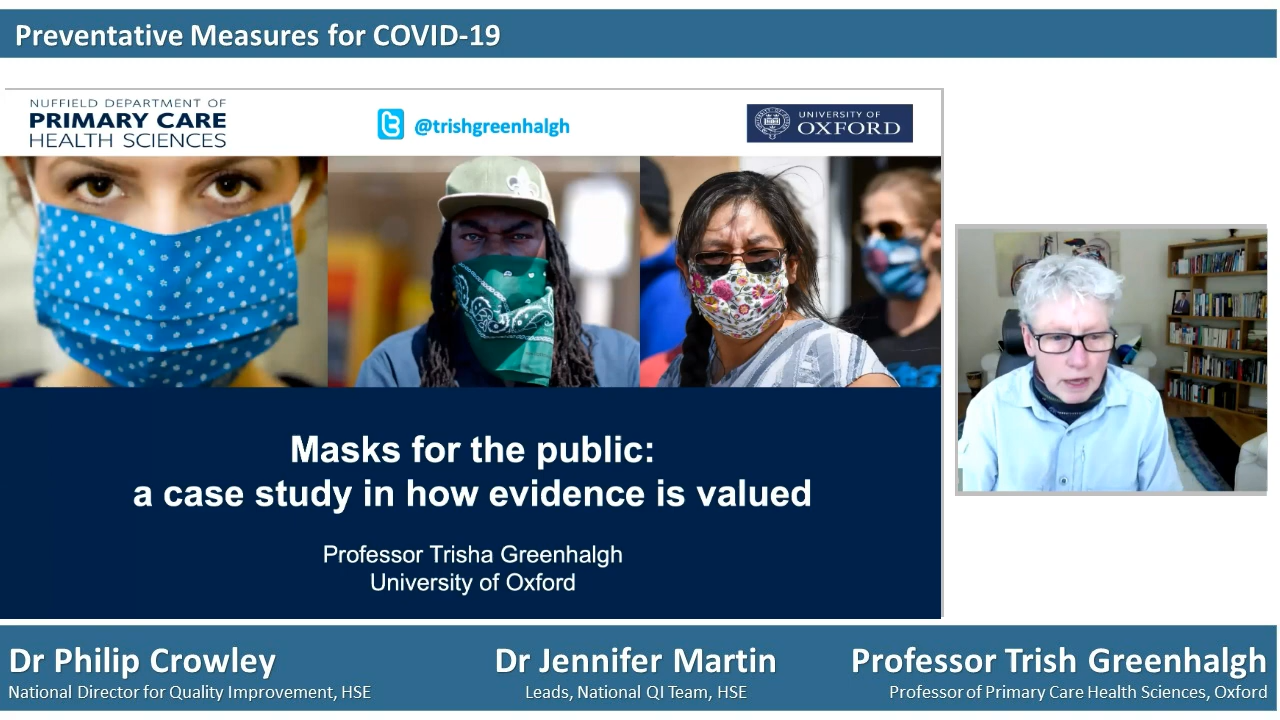 Preventative Measures for COVID-19
NUFFIELD DEPARTMENT OF
PRIMARY CARE
HEALTH SCIENCES
@trishgreenhalgh
UNIVERSITY OF
OXFORD
Masks for the public:
a case study in how evidence is valued
Professor Trisha Greenhalgh
University of Oxford
Dr Philip Crowley
National Director for Quality Improvement, HSE
Dr Jennifer Martin
Leads, National QI Team, HSE
Professor Trish Greenhalgh
Professor of Primary Care Health Sciences, Oxford